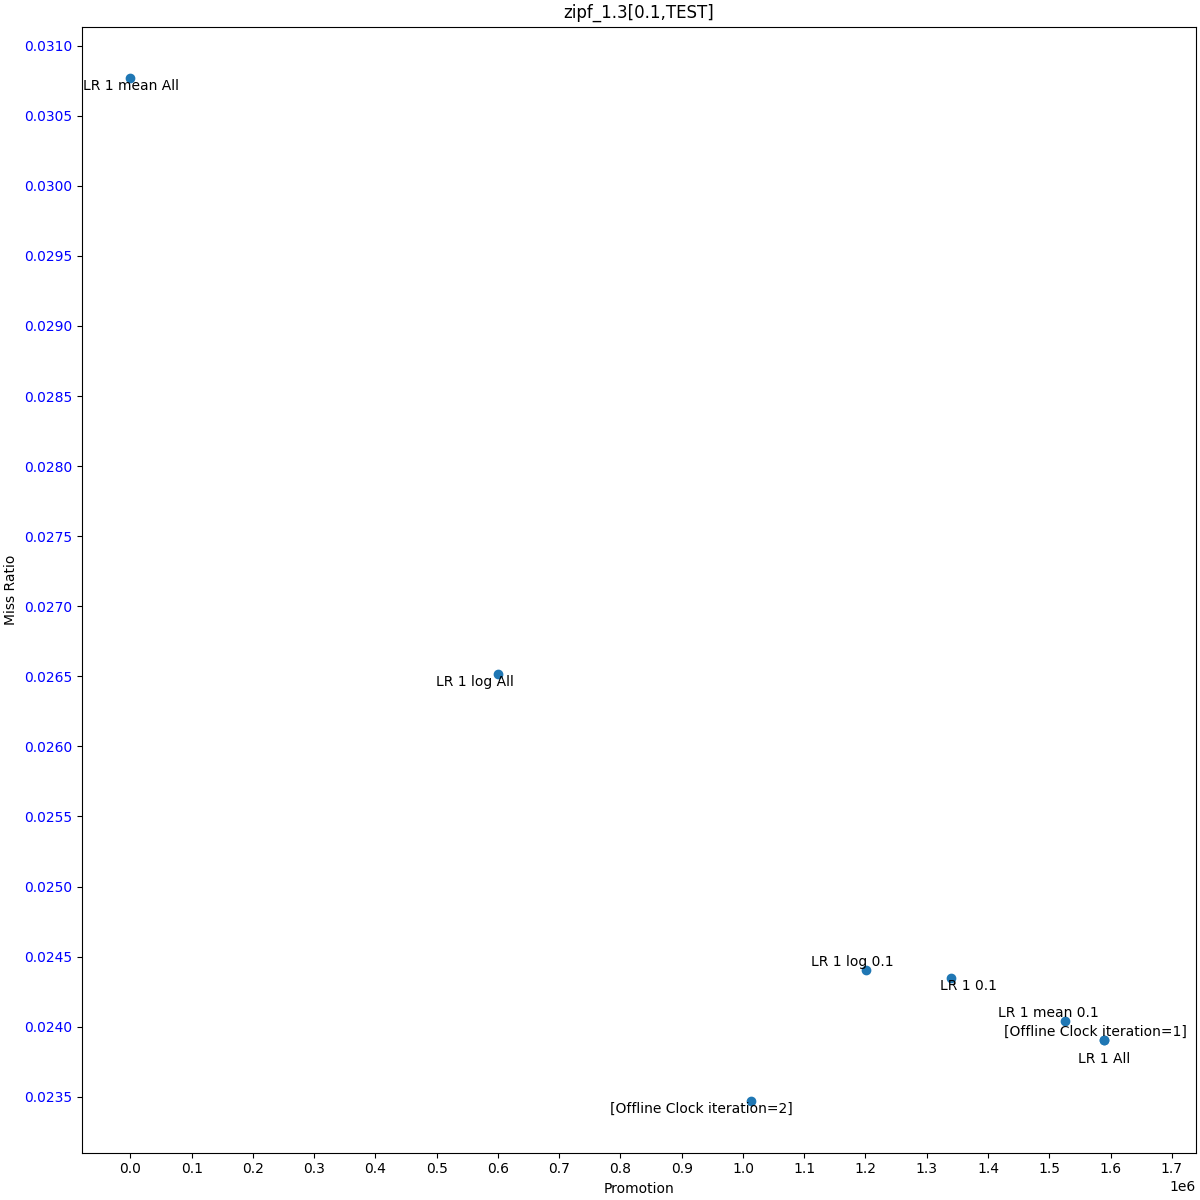 zipf_1.3[0.1,TEST]
0.0310
LR 1 mean All
0.0305
0.0300
0.0295
0.0290
0.0285
0.0280
0.0275
0.0270
Miss Ratio
0.0265
LR 1 log All
0.0260
0.0255
0.0250
0.0245
LR 1 log 0.1
LR 1 0.1
LR 1 mean 0.1
0.0240
[Offline Clock iteration=1]
LR 1 All
0.0235
[Offline Clock iteration=2]
0.0 0.1 0.2 0.3 0.4 0.5 0.6 0.7 0.8 0.9 1.0 1.1 1.2 1.3 1.4 1.5 1.6 1.7
1e6
Promotion